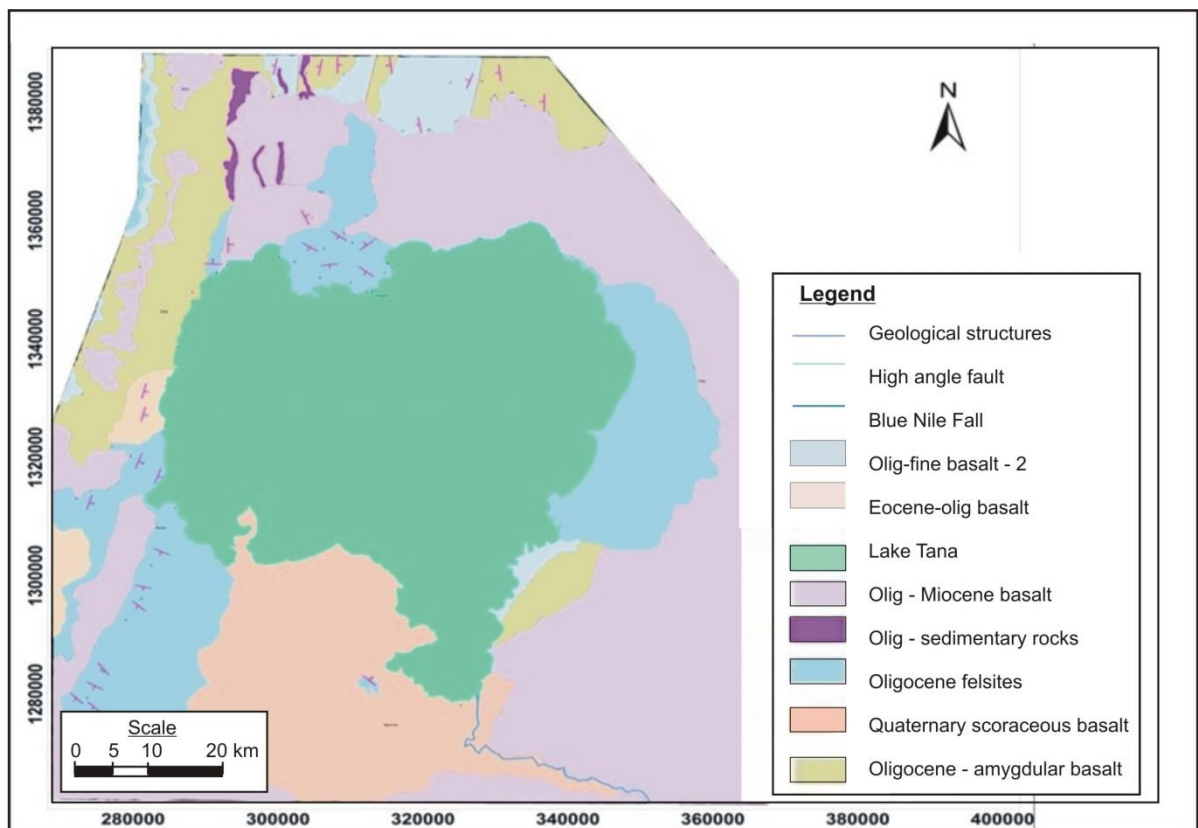 1380000
1360000
1340000
1320000
1300000
1280000
N
Legend
Geological structures
High angle fault
Blue Nile Fall
Olig-fine basalt - 2
Eocene-olig basalt
Lake Tana
Olig - Miocene basalt
Olig - sedimentary rocks
Oligocene felsites
Quaternary scoraceous basalt
Oligocene - amygdular basalt
Scale
0 5 10 20 km
280000 300000 320000 340000 360000 380000 400000